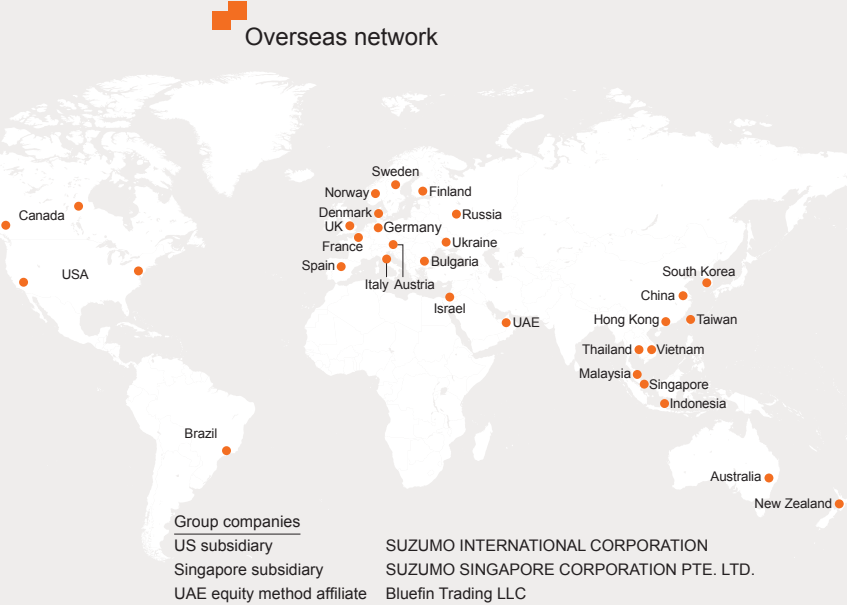 Overseas network
Sweden
Norway
Finland
Denmark
Russia
Canada
UK
Germany
France
Ukraine
Spain
Bulgaria
USA
Italy
Austria
South Korea
China
Israel
Hong Kong
Taiwan
UAE
Thailand
Vietnam
Malaysia
Singapore
Indonesia
Brazil
Australia
New Zealand
Group companies
US subsidiary SUZUMO INTERNATIONAL CORPORATION
Singapore subsidiary SUZUMO SINGAPORE CORPORATION PTE. LTD.
UAE equity method affiliate Bluefin Trading LLC